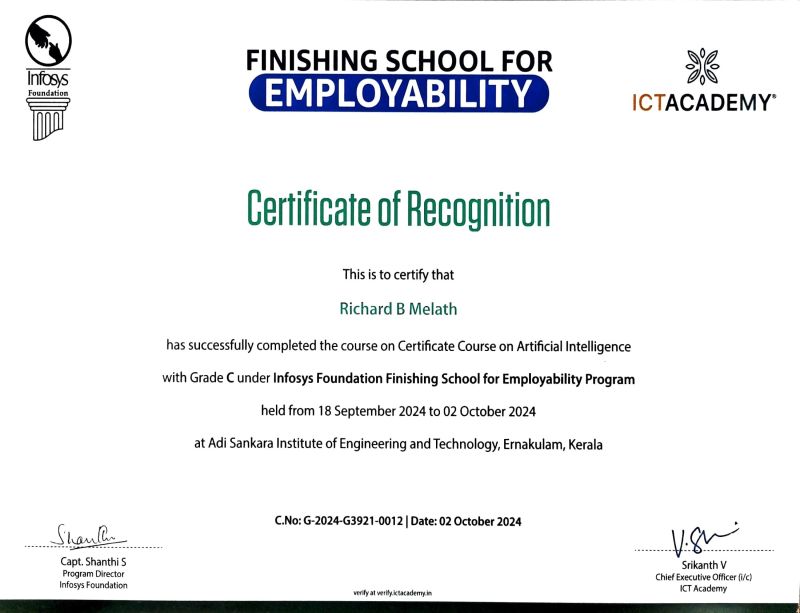 Infosys
Foundation
FINISHING SCHOOL FOR
EMPLOYABILITY
ICTACADEMY®
Certificate of Recognition
This is to certify that
Richard B Melath
has successfully completed the course on Certificate Course on Artificial Intelligence
with Grade C under Infosys Foundation Finishing School for Employability Program
held from 18 September 2024 to 02 October 2024
at Adi Sankara Institute of Engineering and Technology, Ernakulam, Kerala
C.No: G-2024-G3921-0012 | Date: 02 October 2024
Shanthi
Capt. Shanthi S
Program Director
Infosys Foundation
Srikanth V
Chief Executive Officer (i/c)
ICT Academy
verify at verify.ictacademy.in